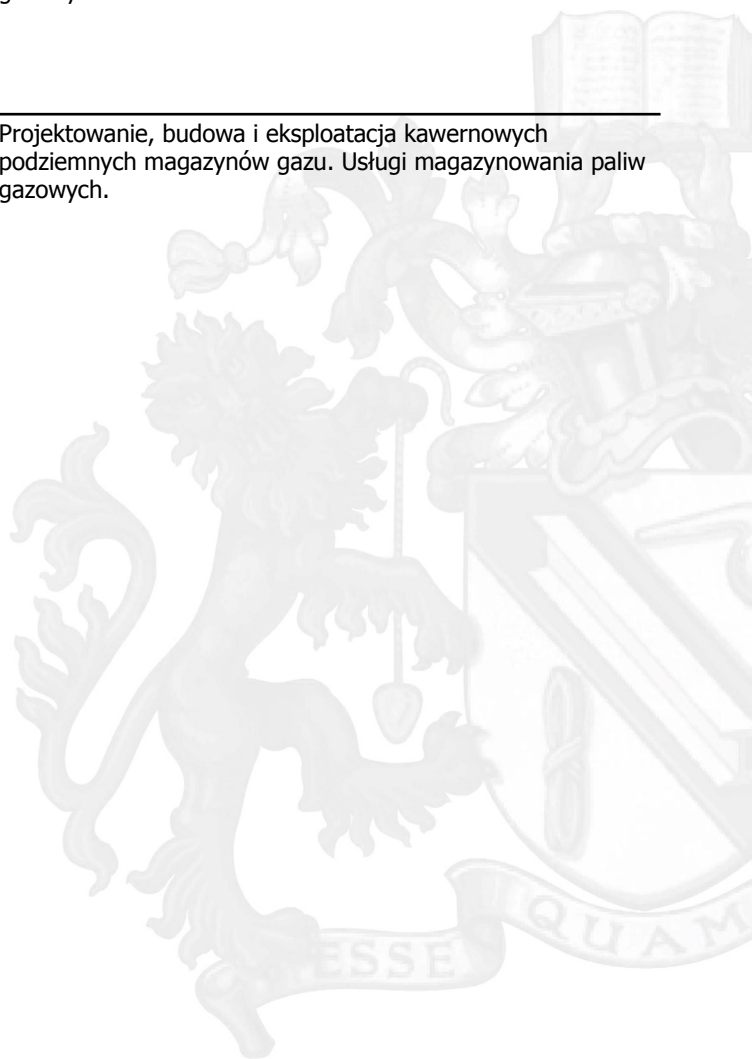 Projektowanie, budowa i eksploatacja kawernowych
podziemnych magazynów gazu. Usługi magazynowania paliw
gazowych.
ESSE
QUAM